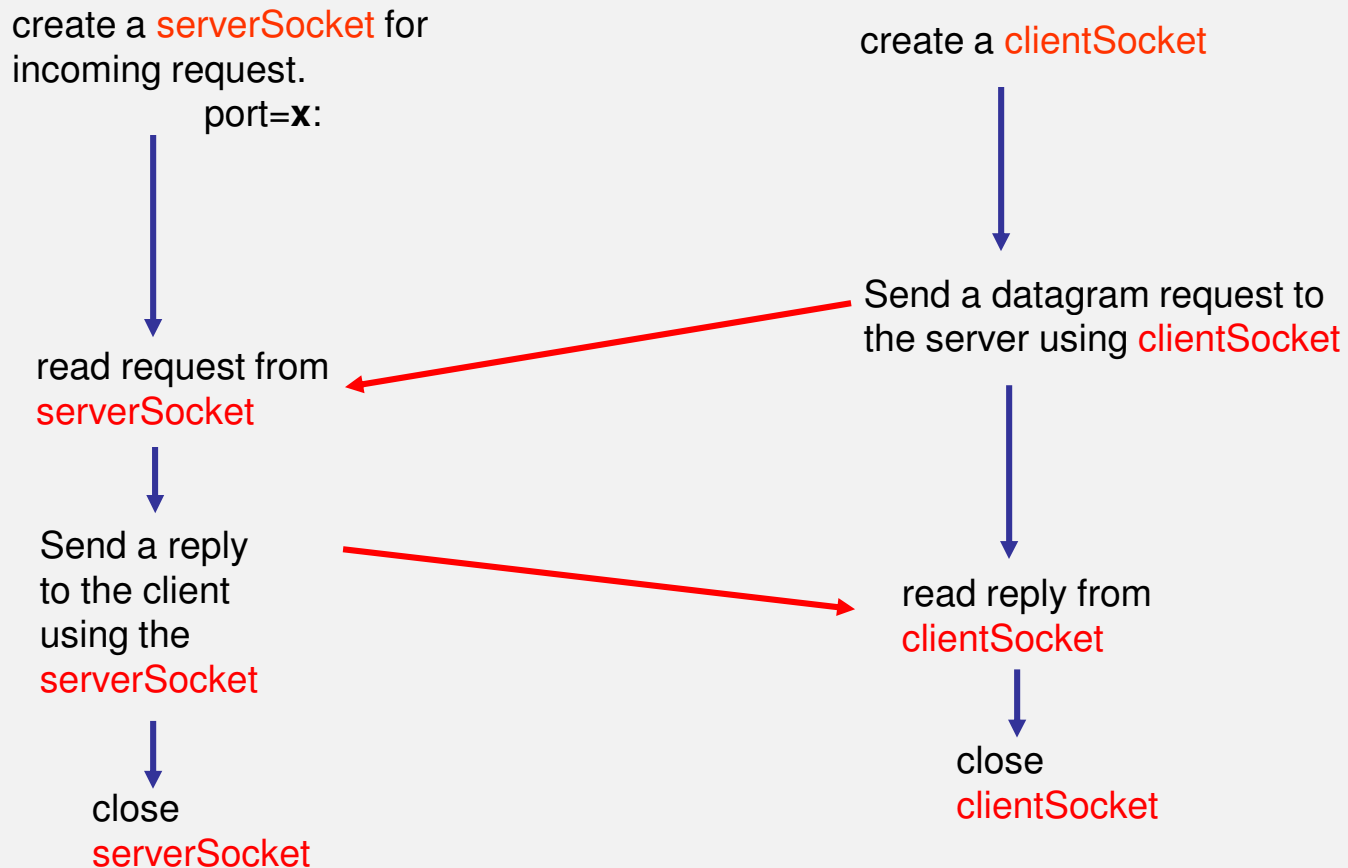 create a serverSocket for
incoming request.
port=x:
read request from
serverSocket
Send a reply
to the client
using the
serverSocket
close
serverSocket
create a clientSocket
Send a datagram request to
the server using clientSocket
read reply from
clientSocket
close
clientSocket